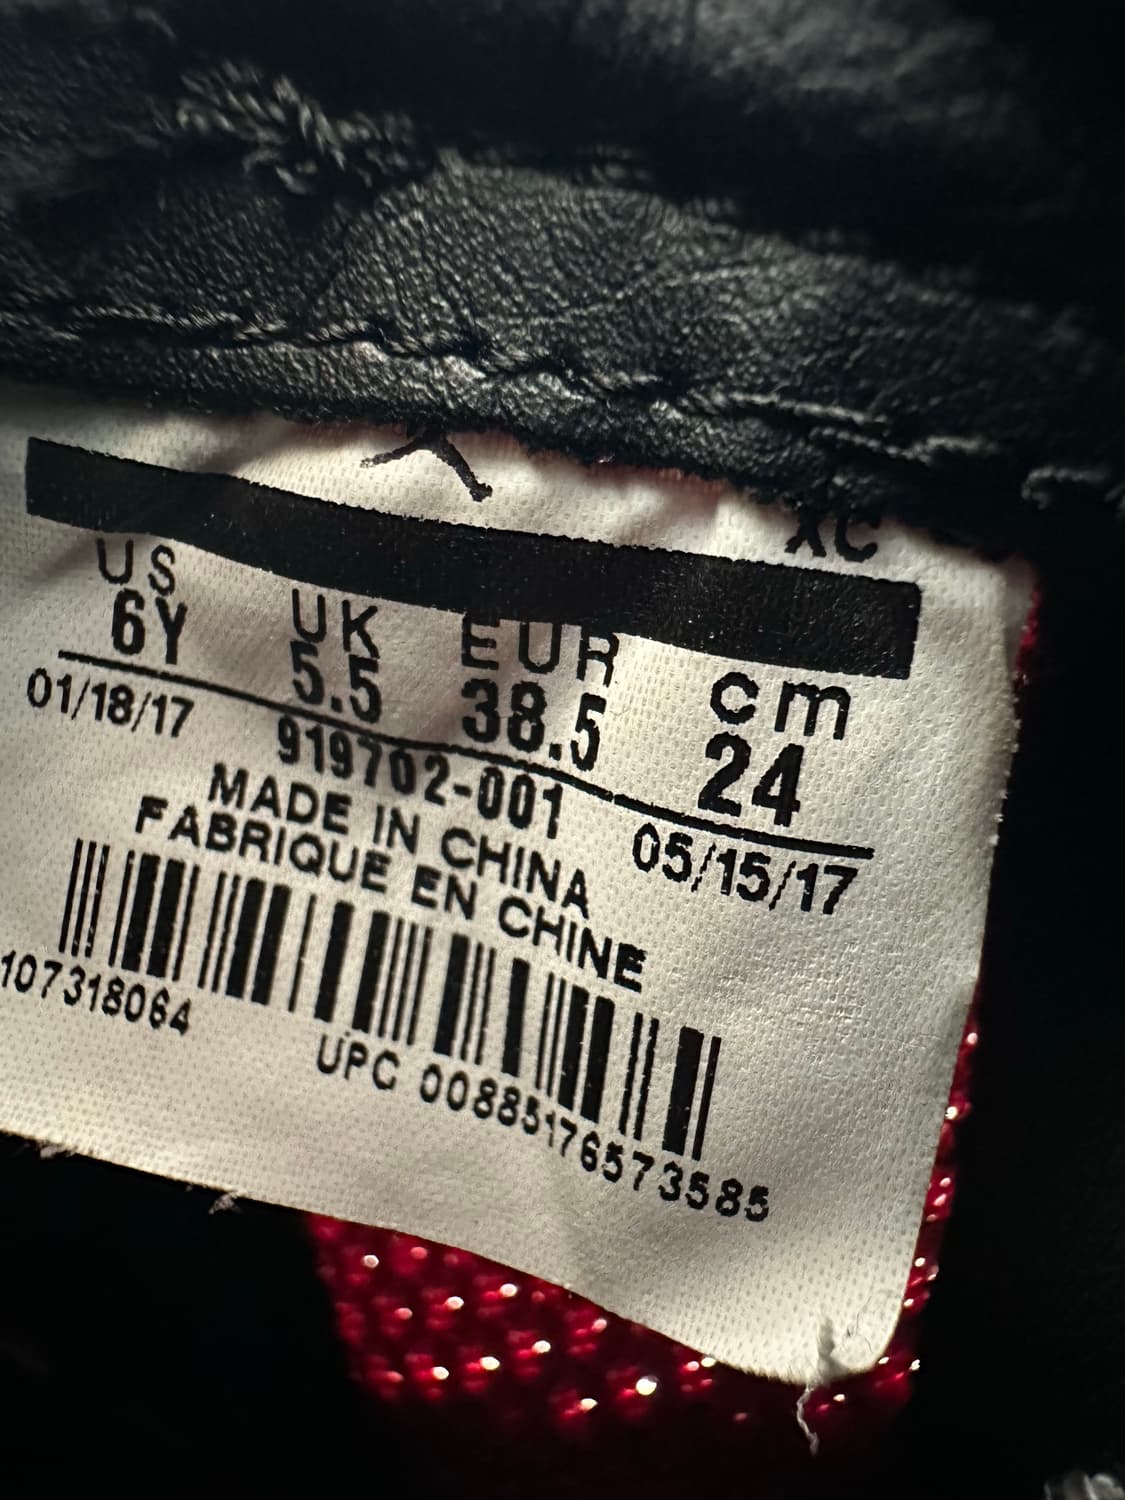 XC
US UK EUR cm
6Y 5.5 38.5 24
01/18/17 919702-001 05/15/17
MADE IN CHINA
FABRIQUE EN CHINE
107318064
UPC 00885176573585